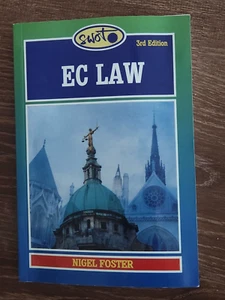 SWOT
3rd Edition
EC LAW
NIGEL FOSTER